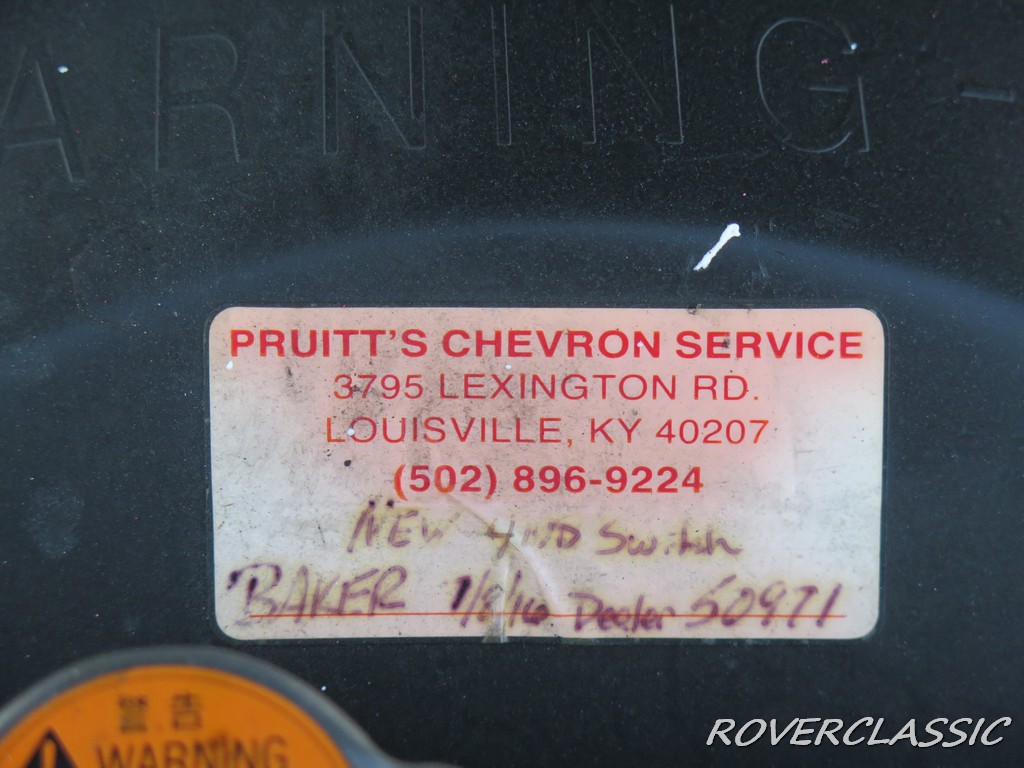 WARNING -
PRUITT'S CHEVRON SERVICE
3795 LEXINGTON RD.
LOUISVILLE, KY 40207
(502) 896-9224
NEW 4WD Switch
BAKER 1/8/16 Dealer 50971
警告
WARNING
ROVERCLASSIC